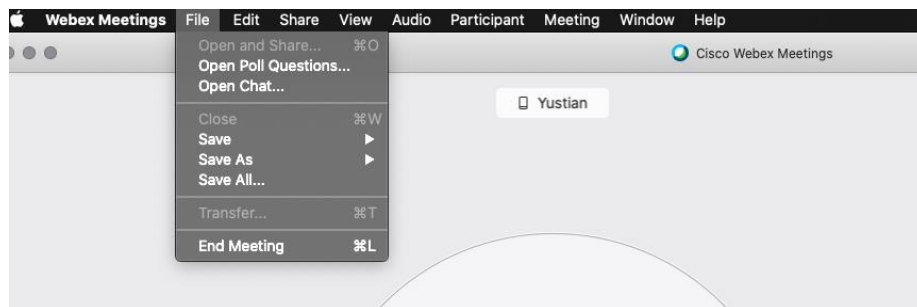 Webex Meetings File Edit Share View Audio Participant Meeting Window Help
Cisco Webex Meetings
Open and Share... ⌘O
Open Poll Questions...
Open Chat...
Yustian
Close ⌘W
Save ▶
Save As ▶
Save All...
Transfer... ⌘T
End Meeting ⌘L